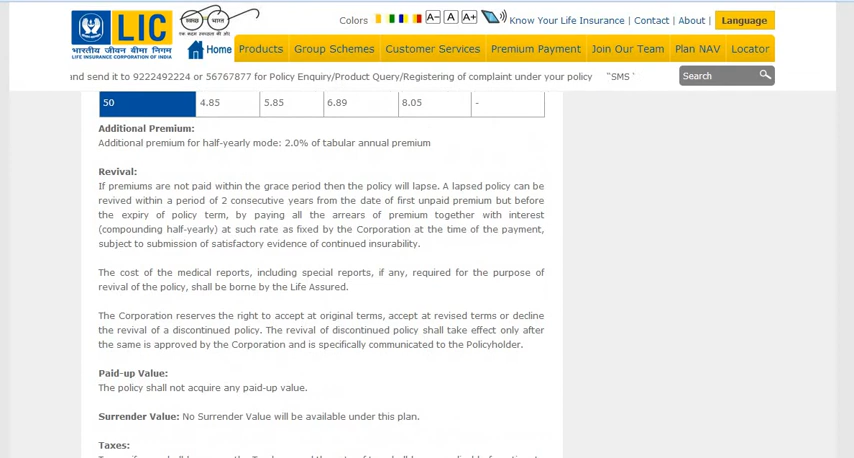 स्वच्छ भारत
एक कदम स्वच्छता की ओर
LIC
भारतीय जीवन बीमा निगम
LIFE INSURANCE CORPORATION OF INDIA
Colors A- A A+ Know Your Life Insurance | Contact | About | Language
Home Products Group Schemes Customer Services Premium Payment Join Our Team Plan NAV Locator
nd send it to 9222492224 or 56767877 for Policy Enquiry/Product Query/Registering of complaint under your policy "SMS '
Search
50 4.85 5.85 6.89 8.05 -
Additional Premium:
Additional premium for half-yearly mode: 2.0% of tabular annual premium
Revival:
If premiums are not paid within the grace period then the policy will lapse. A lapsed policy can be
revived within a period of 2 consecutive years from the date of first unpaid premium but before
the expiry of policy term, by paying all the arrears of premium together with interest
(compounding half-yearly) at such rate as fixed by the Corporation at the time of the payment,
subject to submission of satisfactory evidence of continued insurability.
The cost of the medical reports, including special reports, if any, required for the purpose of
revival of the policy, shall be borne by the Life Assured.
The Corporation reserves the right to accept at original terms, accept at revised terms or decline
the revival of a discontinued policy. The revival of discontinued policy shall take effect only after
the same is approved by the Corporation and is specifically communicated to the Policyholder.
Paid-up Value:
The policy shall not acquire any paid-up value.
Surrender Value: No Surrender Value will be available under this plan.
Taxes: